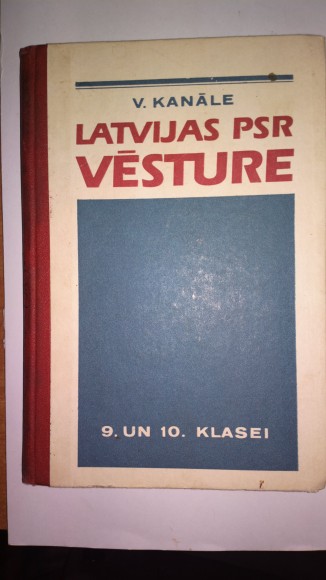 V. KANĀLE
LATVIJAS PSR
VĒSTURE
9. UN 10. KLASEI